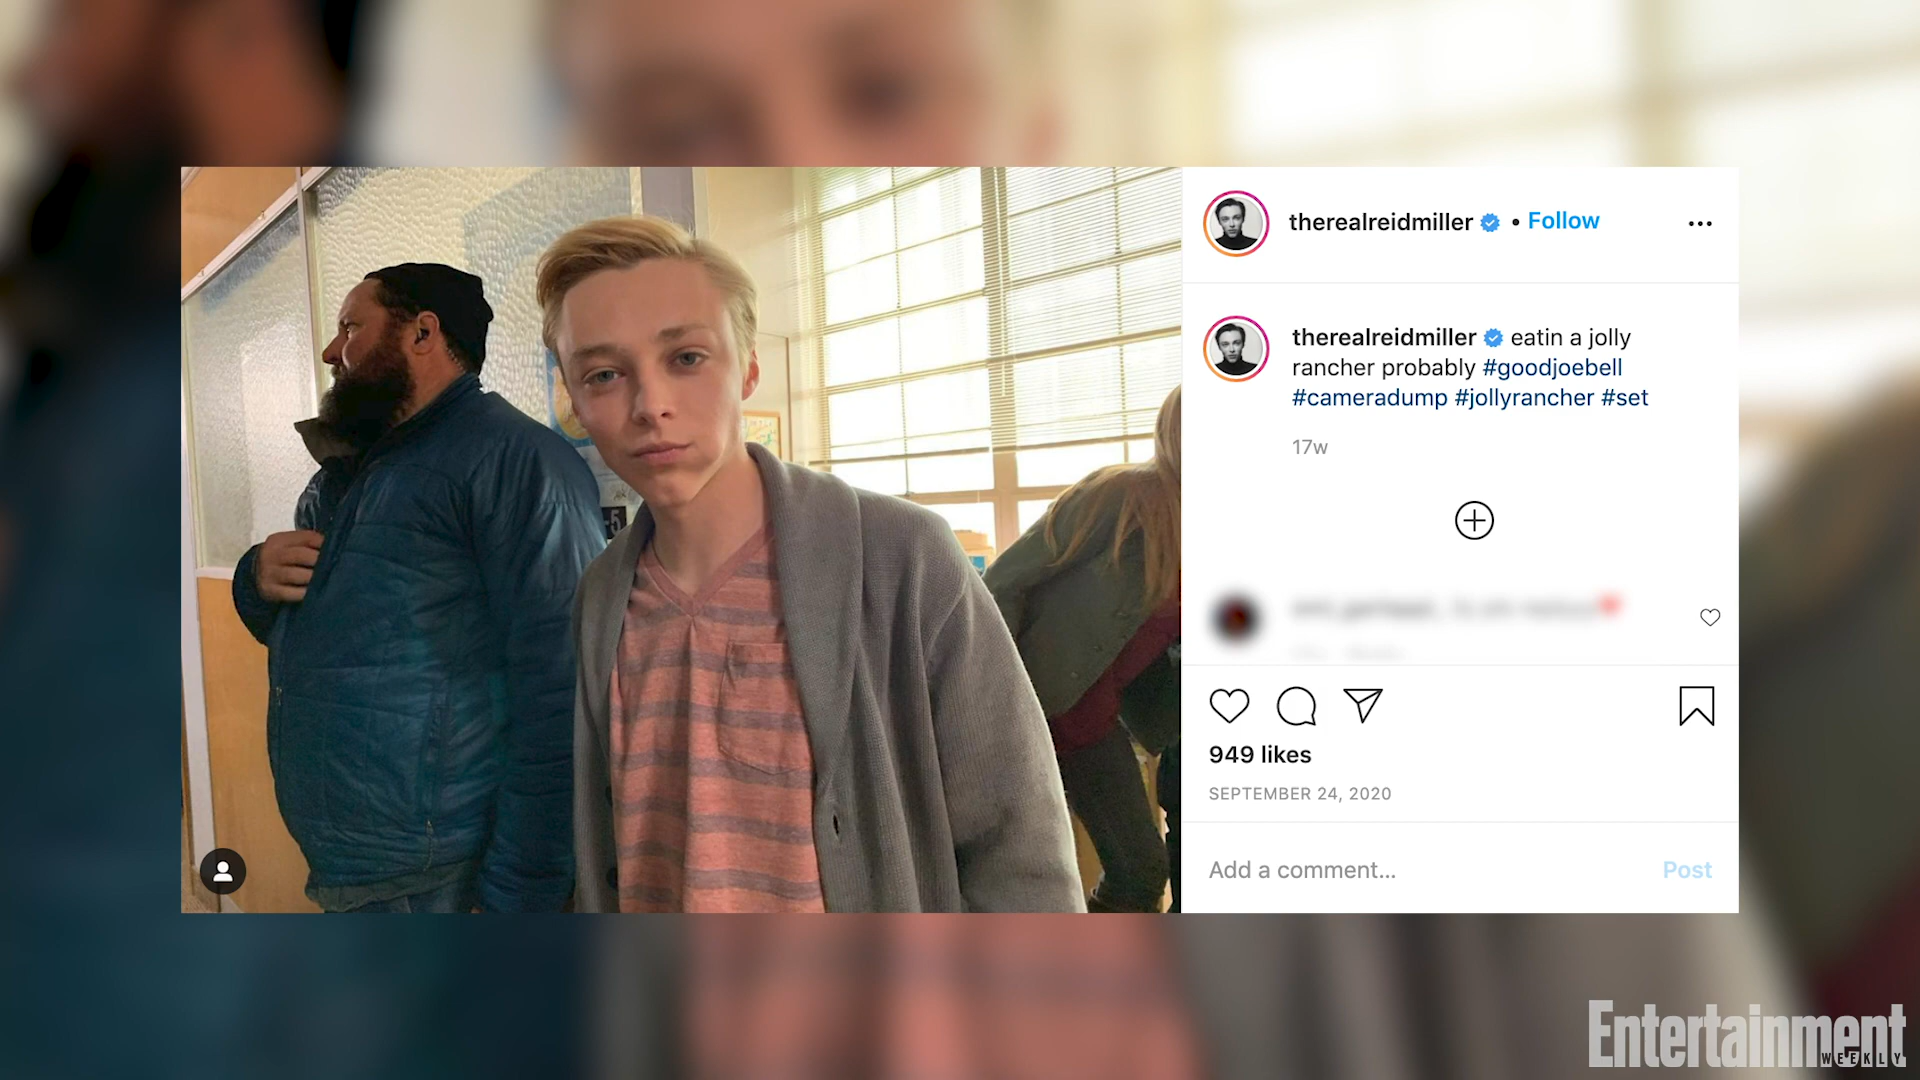 therealreidmiller • Follow
therealreidmiller eatin a jolly
rancher probably #goodjoebell
#cameradump #jollyrancher #set
17w
949 likes
SEPTEMBER 24, 2020
Add a comment...
Post
-5
Entertainment
WEEKLY